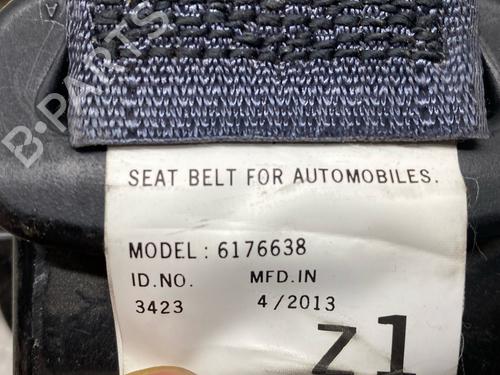 B-PARTS
SEAT BELT FOR AUTOMOBILES.
MODEL : 6176638
ID.NO. MFD.IN
3423 4/2013
z1